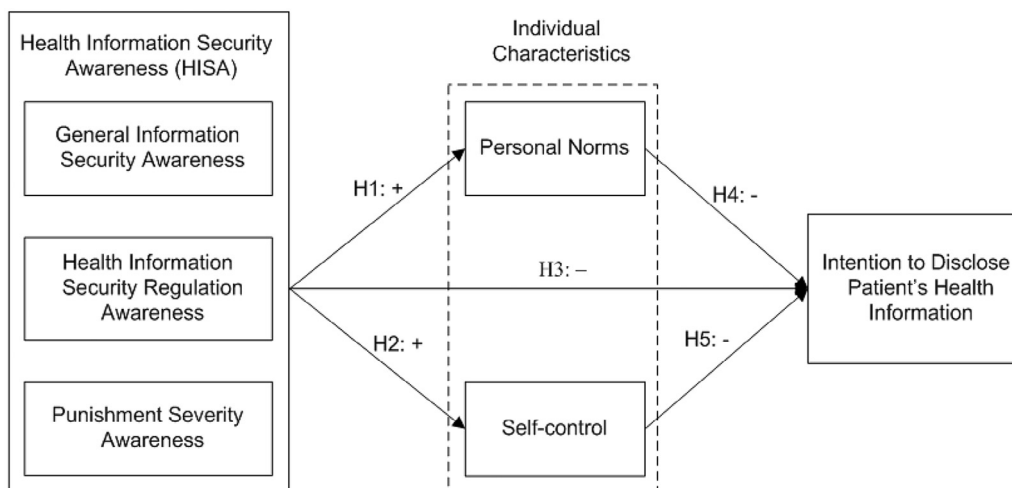 Health Information Security
Awareness (HISA)
General Information
Security Awareness
Health Information
Security Regulation
Awareness
Punishment Severity
Awareness
Individual
Characteristics
Personal Norms
Self-control
H1: +
H2: +
H3: –
H4: -
H5: -
Intention to Disclose
Patient's Health
Information